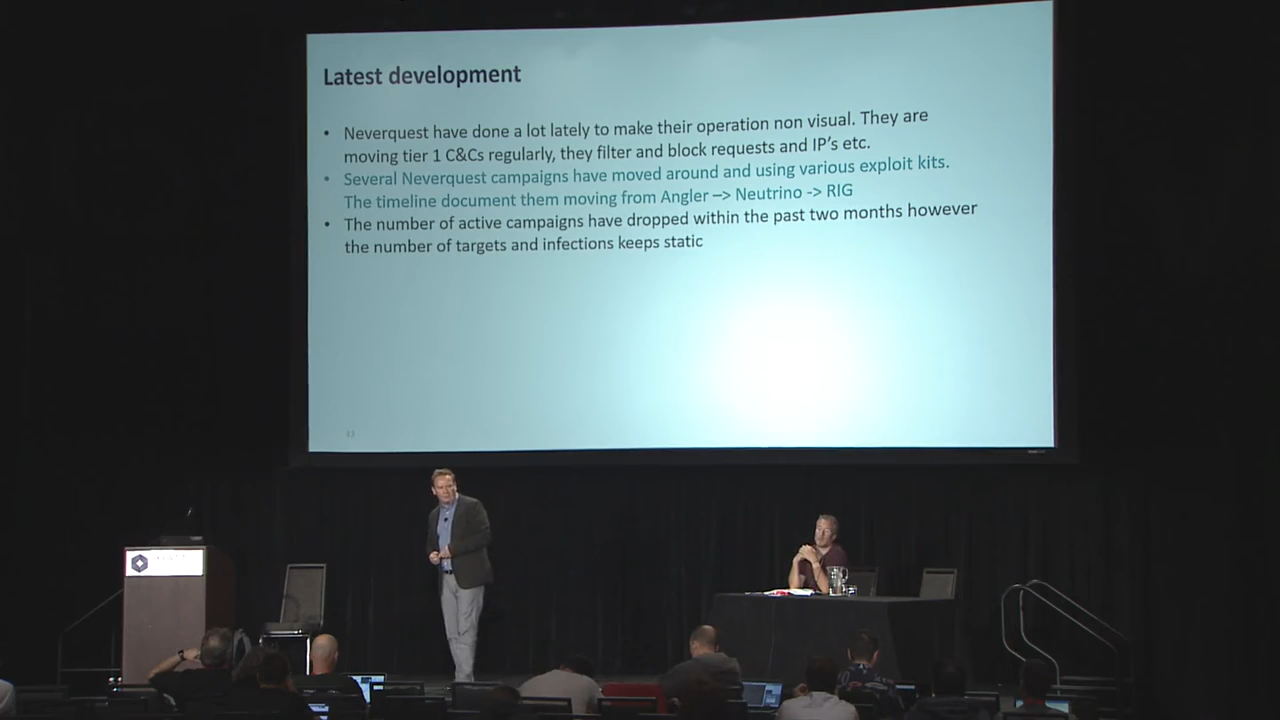 Latest development
• Neverquest have done a lot lately to make their operation non visual. They are
moving tier 1 C&Cs regularly, they filter and block requests and IP's etc.
• Several Neverquest campaigns have moved around and using various exploit kits.
The timeline document them moving from Angler –> Neutrino -> RIG
• The number of active campaigns have dropped within the past two months however
the number of targets and infections keeps static